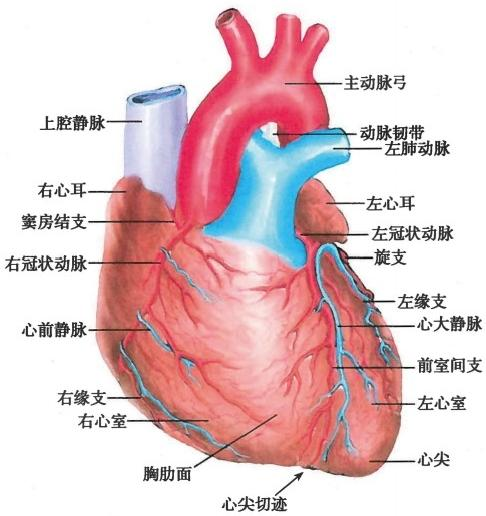 主动脉弓
上腔静脉
动脉韧带
左肺动脉
右心耳
左心耳
窦房结支
左冠状动脉
旋支
右冠状动脉
左缘支
心大静脉
心前静脉
前室间支
右缘支
左心室
右心室
胸肋面
心尖
心尖切迹